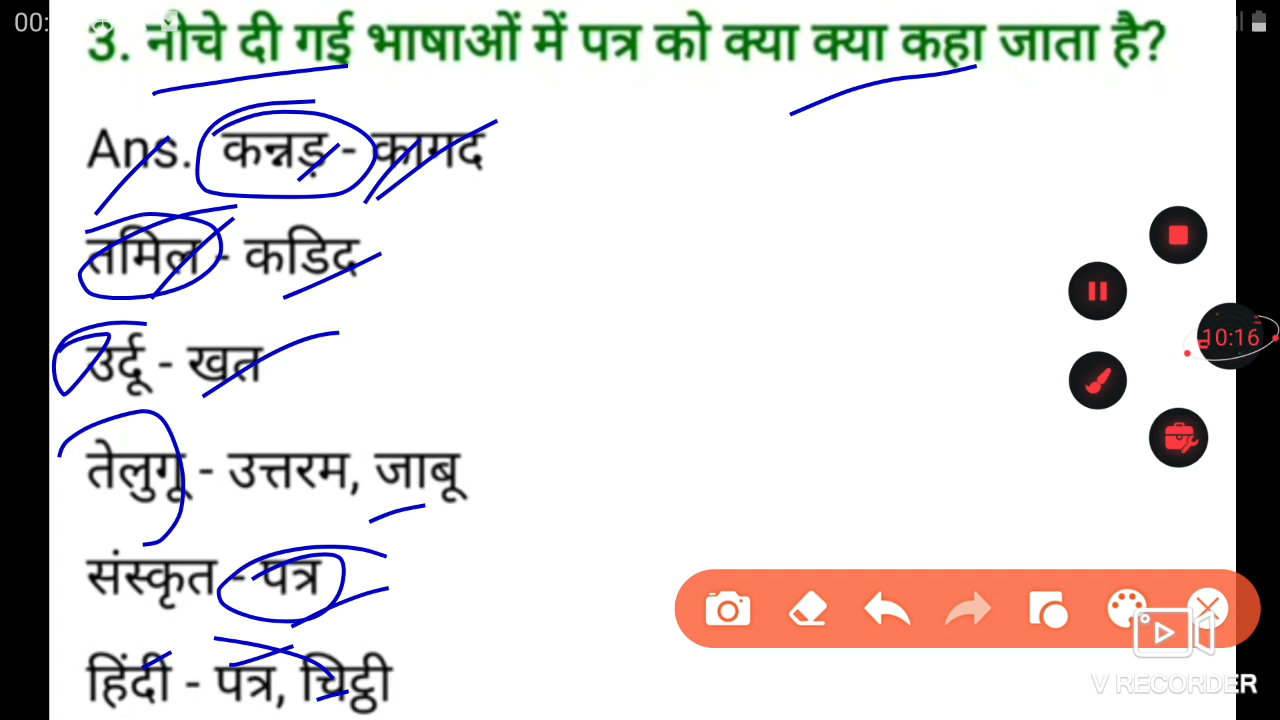 00:
3. नीचे दी गई भाषाओं में पत्र को क्या क्या कहा जाता है?
Ans. कन्नड़ - कागद
तमिल - कडिद
उर्दू - खत
10:16
तेलुगू - उत्तरम, जाबू
संस्कृत - पत्र
हिंदी - पत्र, चिट्ठी
V RECORDER